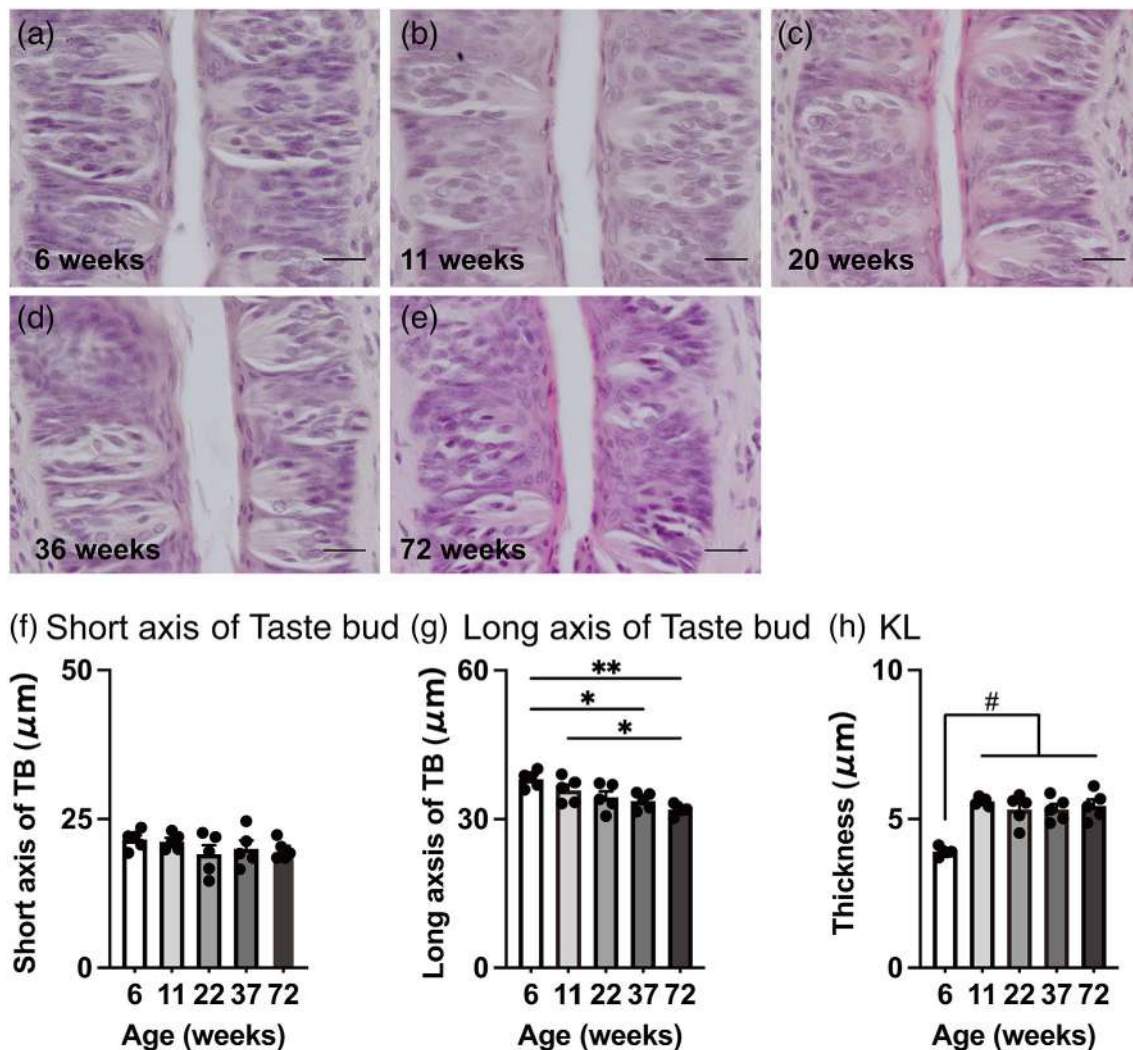 (a)
6 weeks
(b)
11 weeks
(c)
20 weeks
(d)
36 weeks
(e)
72 weeks
(f) Short axis of Taste bud
50
25
0
Short axis of TB (μm)
6 11 22 37 72
Age (weeks)
(g) Long axis of Taste bud
60
30
0
Long axsis of TB (μm)
**
*
*
6 11 22 37 72
Age (weeks)
(h) KL
10
5
0
Thickness (μm)
#
6 11 22 37 72
Age (weeks)